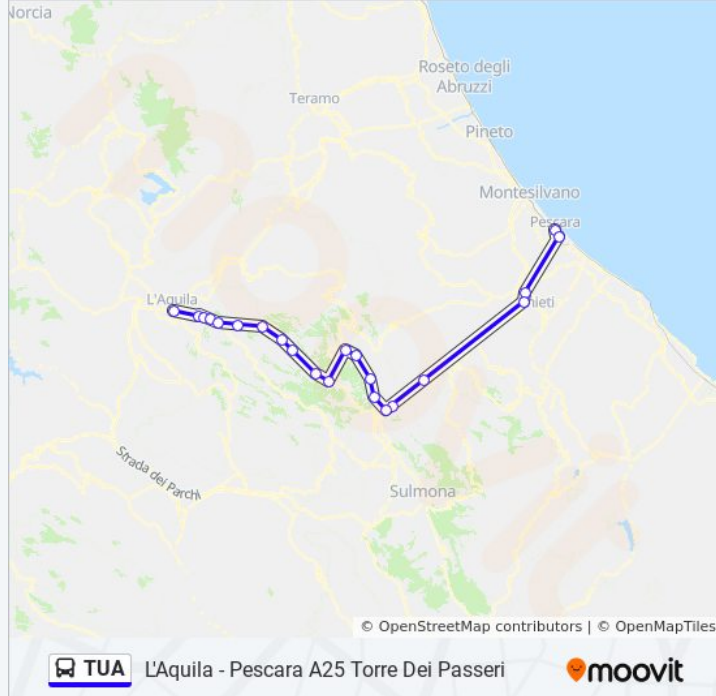 Norcia
Roseto degli
Abruzzi
Teramo
Pineto
Montesilvano
Pescara
L'Aquila
hieti
Strada dei Parchi
Sulmona
© OpenStreetMap contributors | © OpenMapTiles
TUA L'Aquila - Pescara A25 Torre Dei Passeri moovit